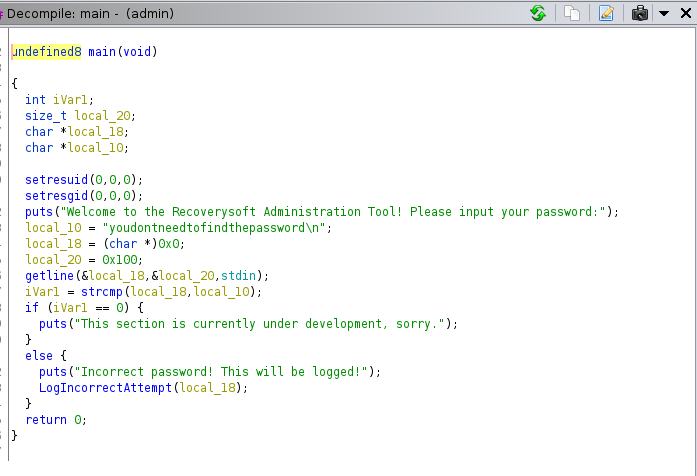 Decompile: main - (admin)
undefined8 main(void)
{
int iVar1;
size_t local_20;
char *local_18;
char *local_10;
setresuid(0,0,0);
setresgid(0,0,0);
puts("Welcome to the Recoverysoft Administration Tool! Please input your password:");
local_10 = "youdontneedtofindthepassword\n";
local_18 = (char *)0x0;
local_20 = 0x100;
getline(&local_18,&local_20,stdin);
iVar1 = strcmp(local_18,local_10);
if (iVar1 == 0) {
puts("This section is currently under development, sorry.");
}
else {
puts("Incorrect password! This will be logged!");
LogIncorrectAttempt(local_18);
}
return 0;
}